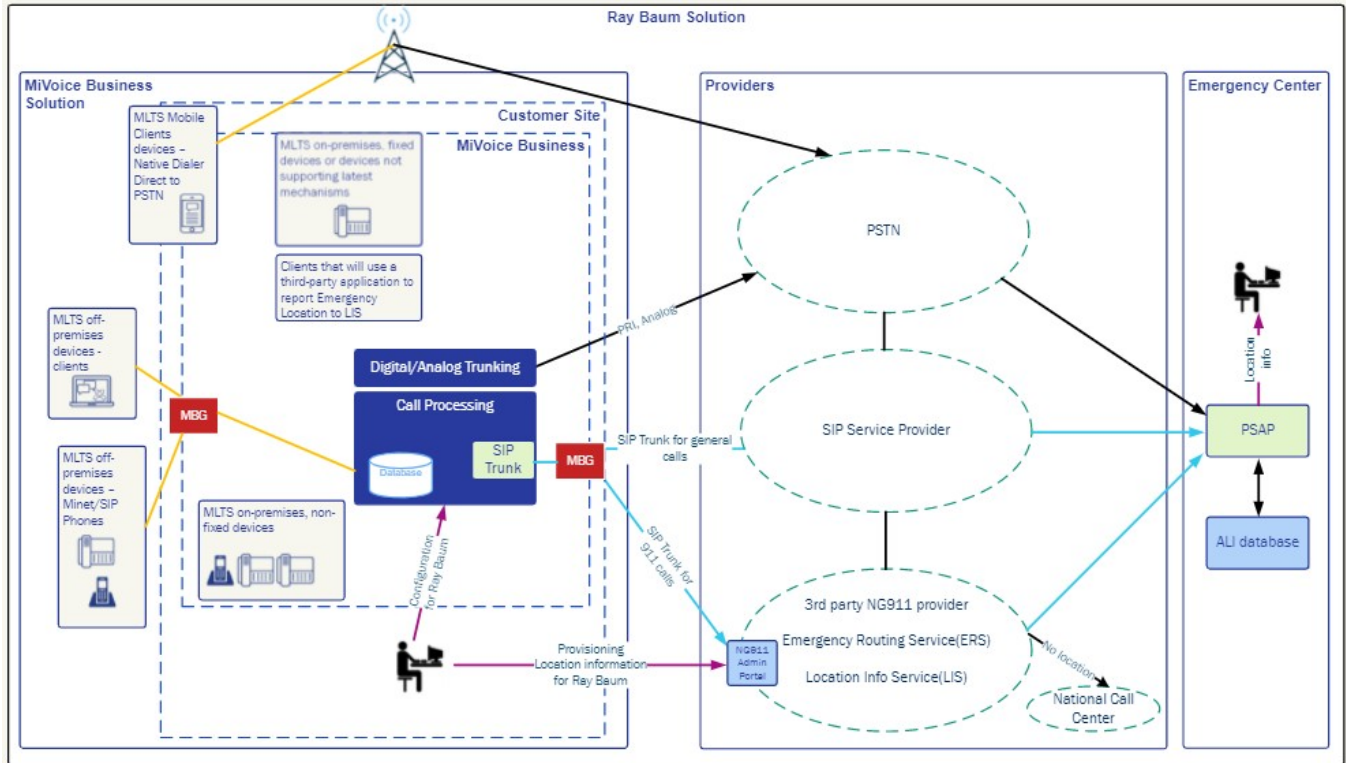 Ray Baum Solution
MiVoice Business
Solution
Customer Site
MiVoice Business
MLTS Mobile
Clients
devices –
Native Dialer
Direct to
PSTN
MLTS on-premises, fixed
devices or devices not
supporting latest
mechanisms
Clients that will use a
third-party application to
report Emergency
Location to LIS
MLTS off-
premises
devices -
clients
MBG
MLTS off-
premises
devices –
Minet/SIP
Phones
Digital/Analog Trunking
Call Processing
Database
SIP
Trunk
MBG
MLTS on-premises, non-
fixed devices
Configuration
for Ray Baum
PRI, Analog
SIP Trunk for general
calls
SIP Trunk for
911 calls
Provisioning
Location information
for Ray Baum
Providers
PSTN
SIP Service Provider
3rd party NG911 provider
Emergency Routing Service(ERS)
Location Info Service(LIS)
NG911
Admin
Portal
No location
National Call
Center
Emergency Center
Location
info
PSAP
ALI database